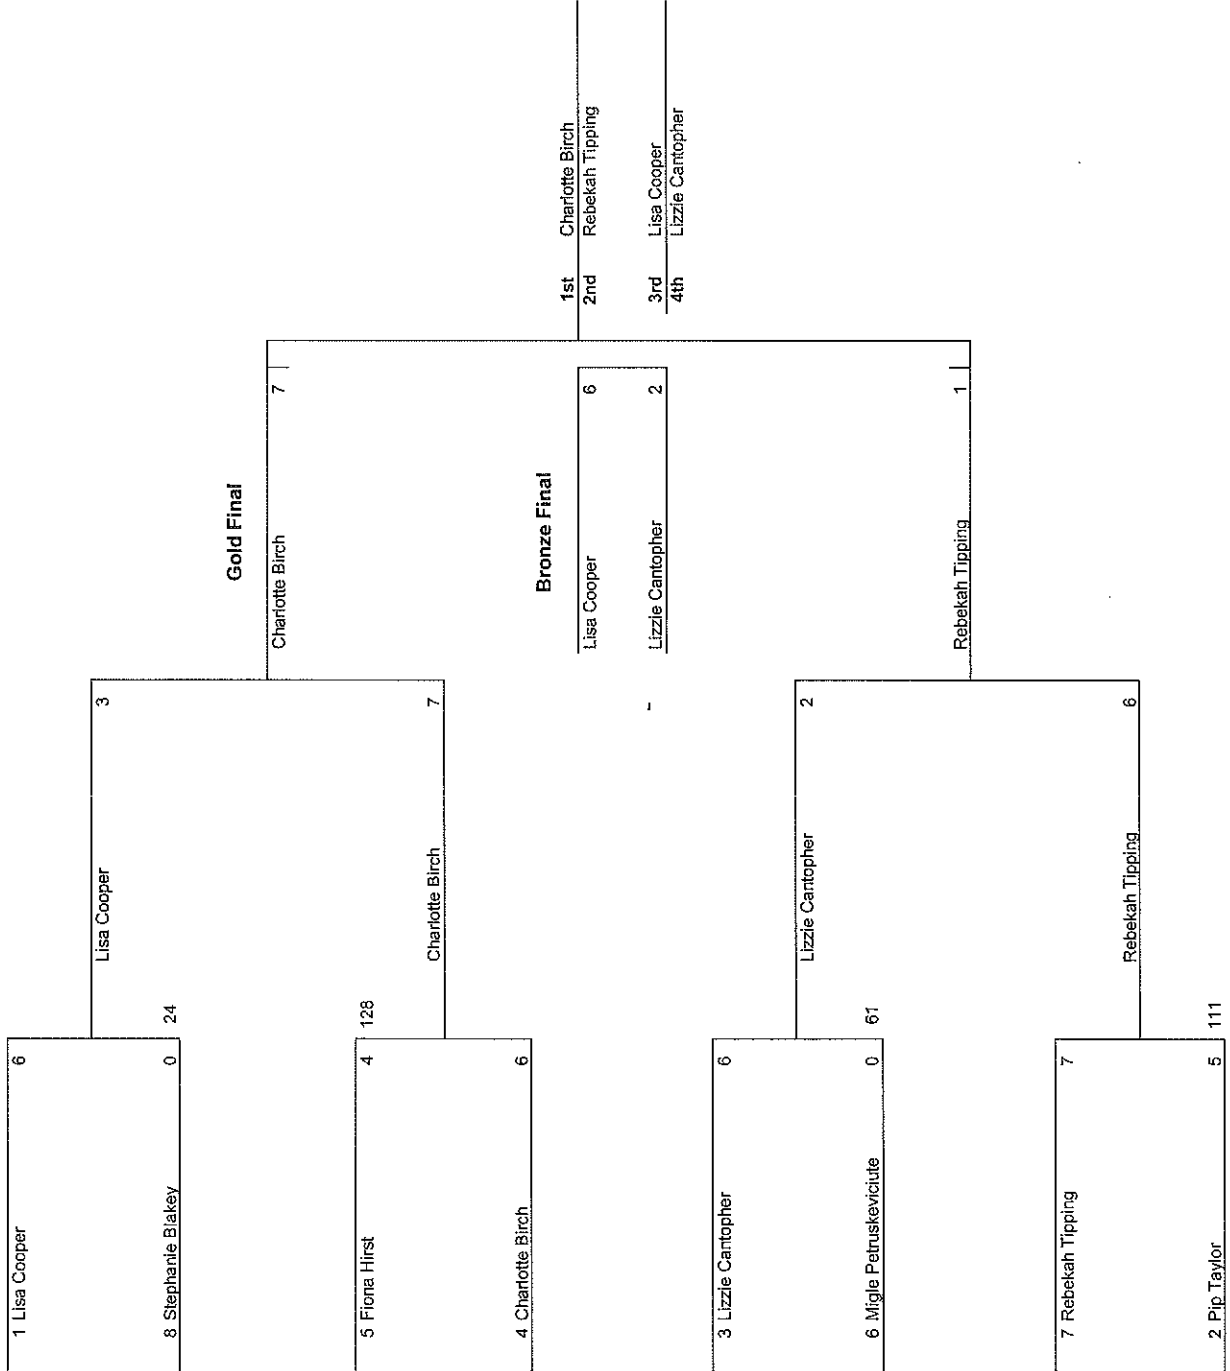 1 Lisa Cooper 6
8 Stephanie Blakey 0
24
5 Fiona Hirst 4
128
4 Charlotte Birch 6
3 Lizzie Cantopher 6
6 Migle Petruskeviciute 0
61
7 Rebekah Tipping 7
2 Pip Taylor 5
111
Lisa Cooper 3
Charlotte Birch 7
Lizzie Cantopher 2
Rebekah Tipping 6
Gold Final
Charlotte Birch 7
Bronze Final
Lisa Cooper 6
Lizzie Cantopher 2
Rebekah Tipping 1
1st Charlotte Birch
2nd Rebekah Tipping
3rd Lisa Cooper
4th Lizzie Cantopher